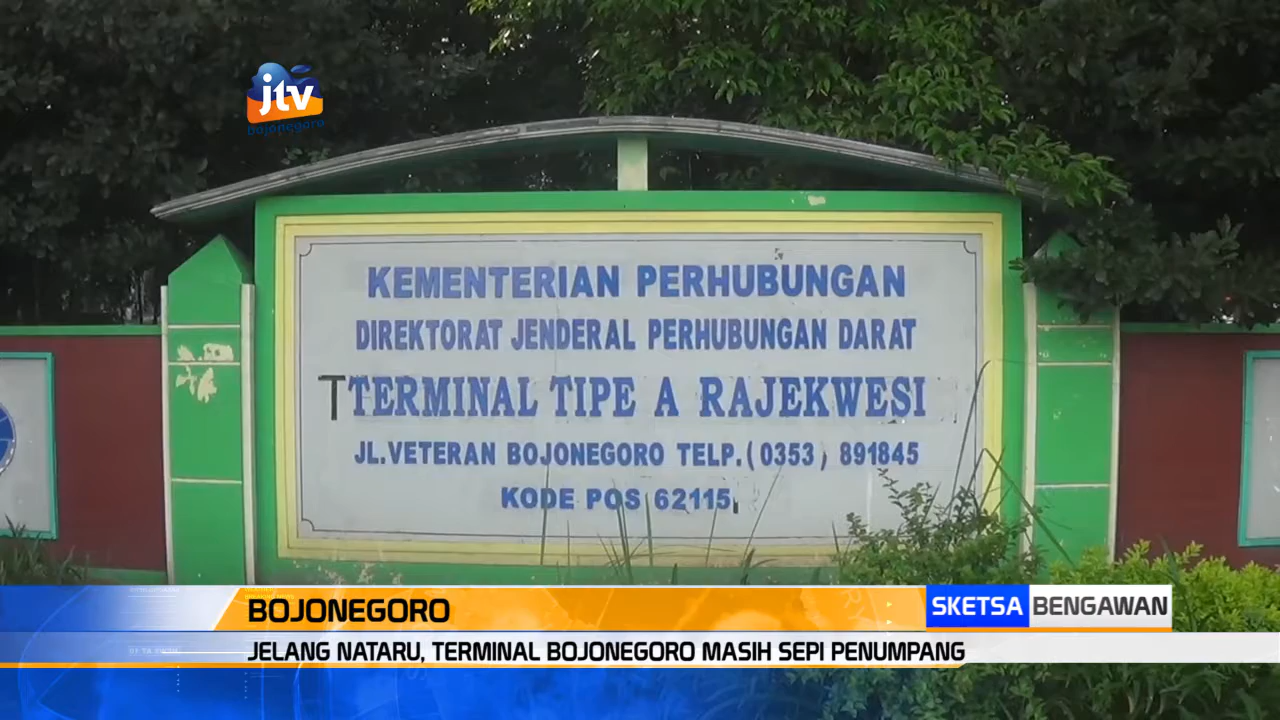 jtv
bojonegoro
KEMENTERIAN PERHUBUNGAN
DIREKTORAT JENDERAL PERHUBUNGAN DARAT
TTERMINAL TIPE A RAJEKWESI
JL.VETERAN BOJONEGORO TELP.(0353) 891845
KODE POS 62115
BOJONEGORO
SKETSA BENGAWAN
JELANG NATARU, TERMINAL BOJONEGORO MASIH SEPI PENUMPANG